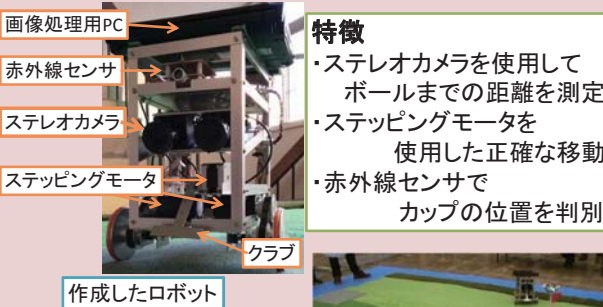 画像処理用PC
赤外線センサ
ステレオカメラ
ステッピングモータ
クラブ
作成したロボット
特徴
・ステレオカメラを使用して
ボールまでの距離を測定
・ステッピングモータを
使用した正確な移動
・赤外線センサで
カップの位置を判別